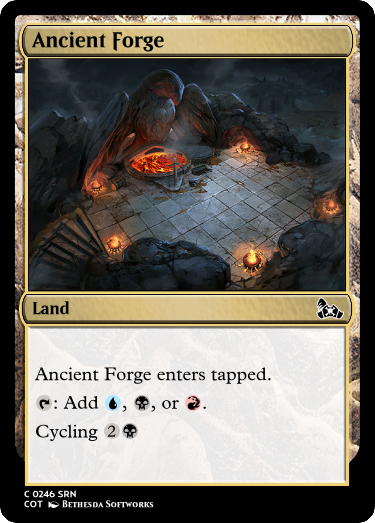 Ancient Forge
Land
Ancient Forge enters tapped.
: Add , , or .
Cycling 2
C 0246 SRN
COT Bethesda Softworks